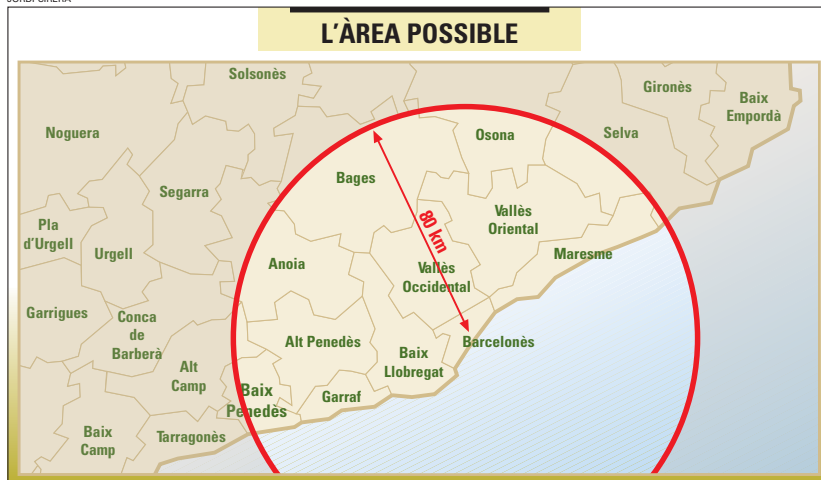 L'ÀREA POSSIBLE
Solsonès
Gironès
Baix
Empordà
Noguera
Osona
Selva
Bages
Segarra
Vallès
Oriental
80 km
Pla
d'Urgell
Urgell
Anoia
Vallès
Occidental
Maresme
Garrigues
Conca
de
Barberà
Alt Penedès
Barcelonès
Baix
Llobregat
Alt
Camp
Baix
Penedès
Garraf
Baix
Camp
Tarragonès